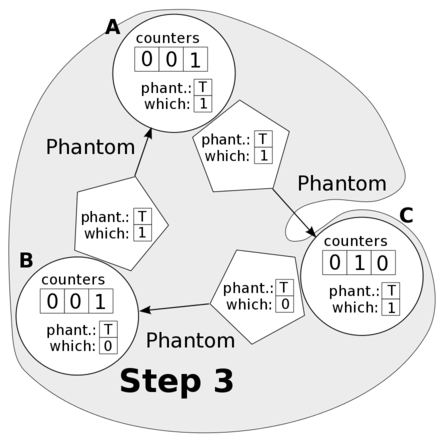 A
counters
0 0 1
phant.: T
which: 1
Phantom
phant.: T
which: 1
Phantom
phant.: T
which: 1
C
counters
0 1 0
phant.: T
which: 1
B
counters
0 0 1
phant.: T
which: 0
phant.: T
which: 0
Phantom
Step 3